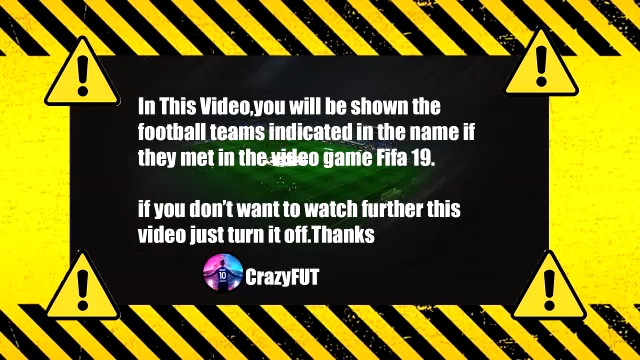 In This Video,you will be shown the
football teams indicated in the name if
they met in the video game Fifa 19.
if you don't want to watch further this
video just turn it off.Thanks
10
CrazyFUT